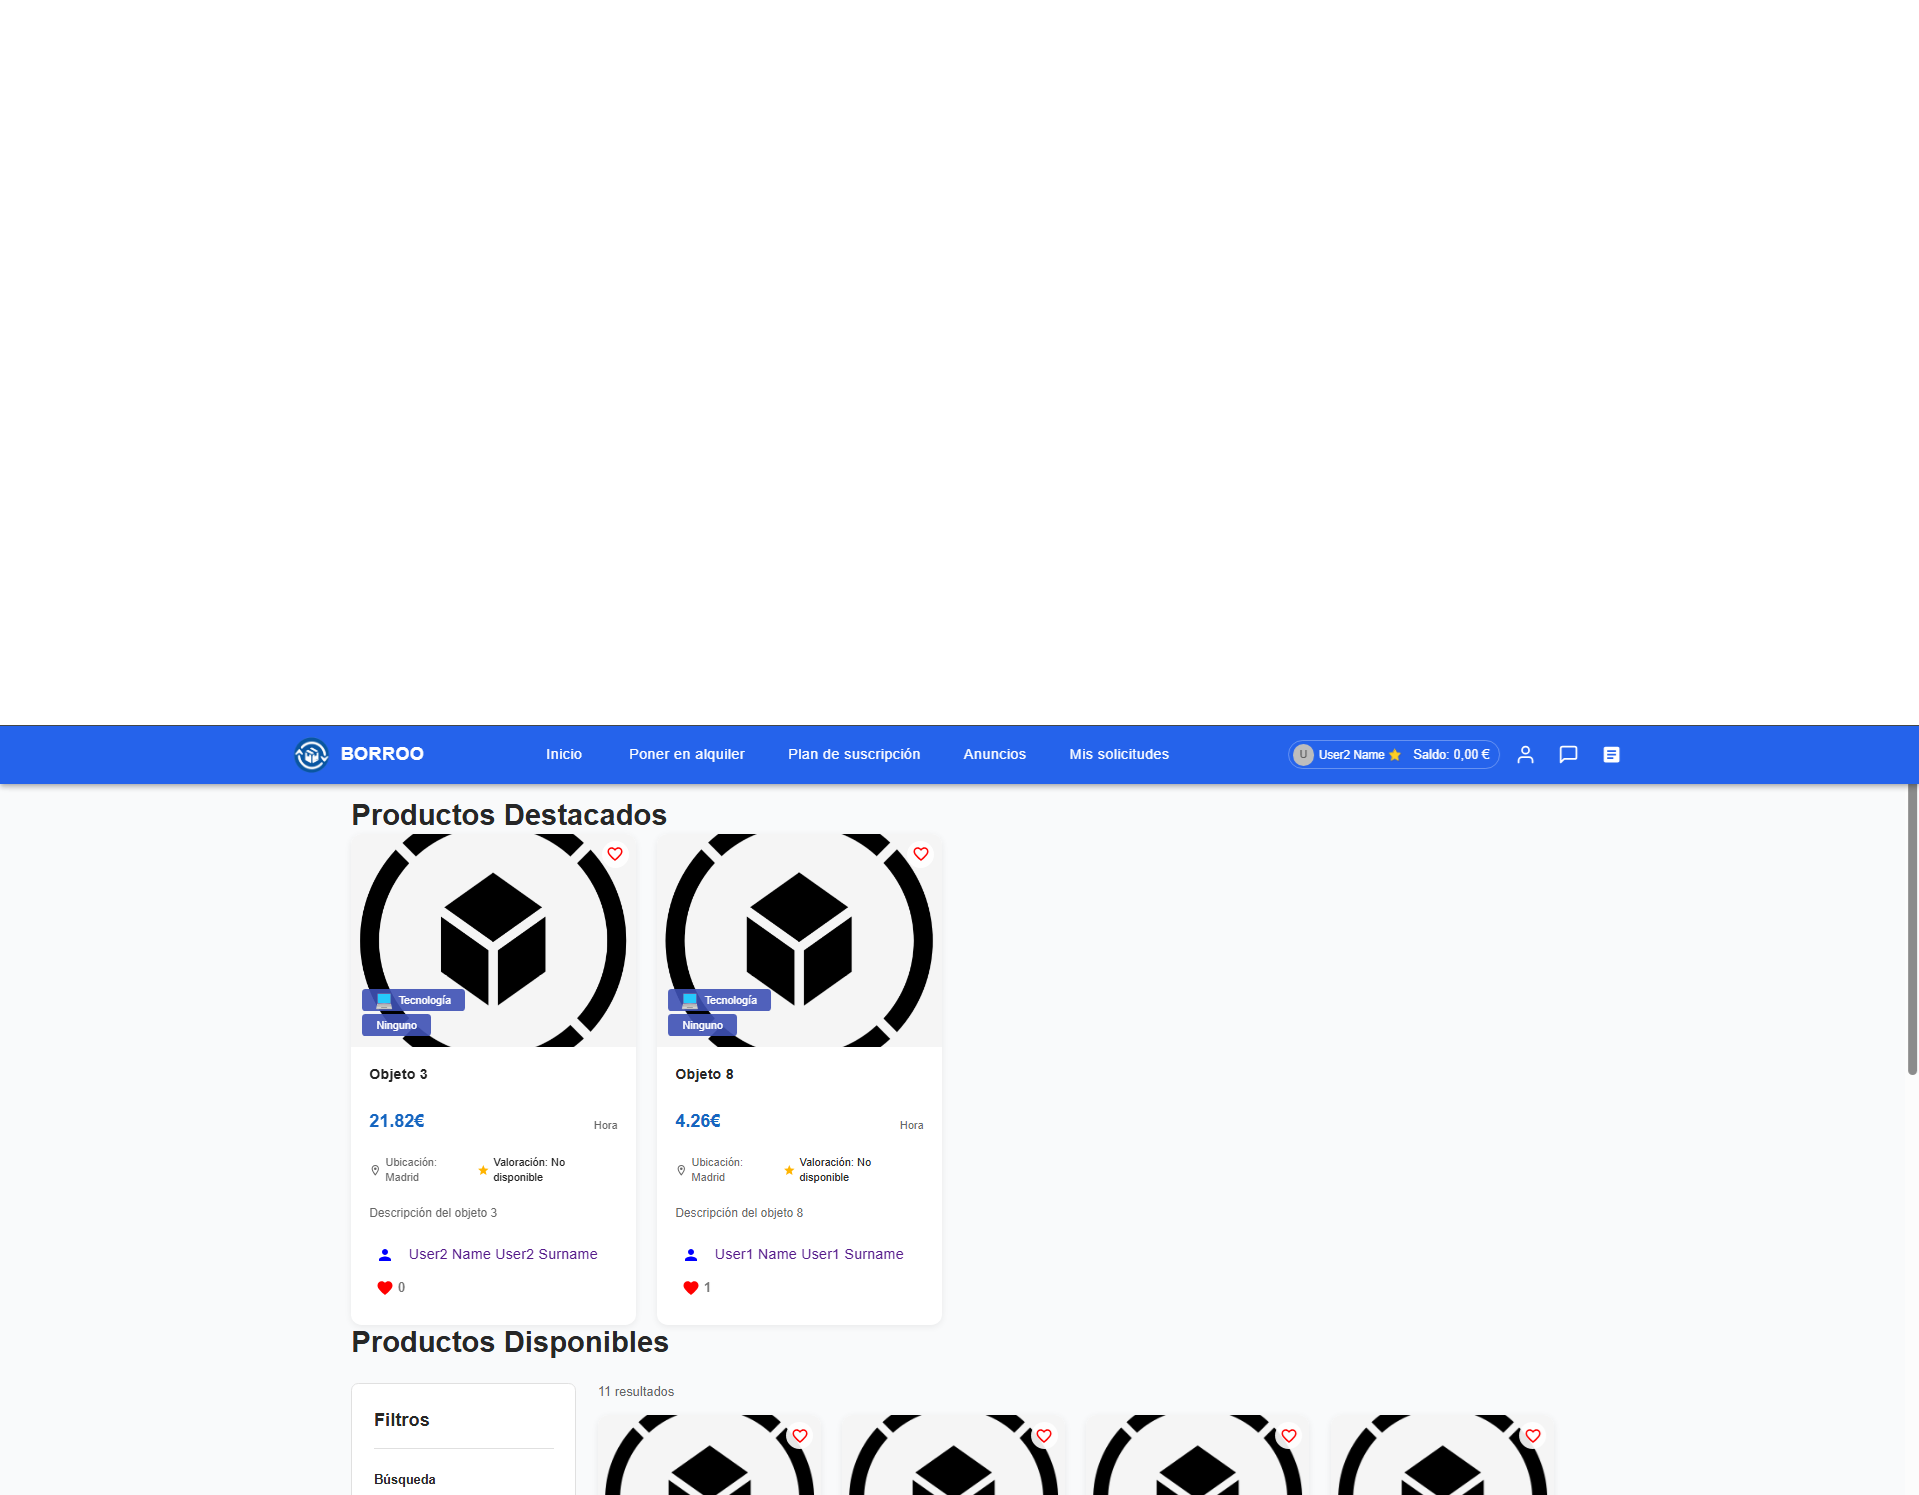 BORROO
Inicio
Poner en alquiler
Plan de suscripción
Anuncios
Mis solicitudes
U
User2 Name
Saldo: 0,00 €
Productos Destacados
Tecnología
Ninguno
Objeto 3
21.82€
Hora
Ubicación:
Madrid
Valoración: No
disponible
Descripción del objeto 3
User2 Name User2 Surname
0
Tecnología
Ninguno
Objeto 8
4.26€
Hora
Ubicación:
Madrid
Valoración: No
disponible
Descripción del objeto 8
User1 Name User1 Surname
1
Productos Disponibles
Filtros
Búsqueda
11 resultados